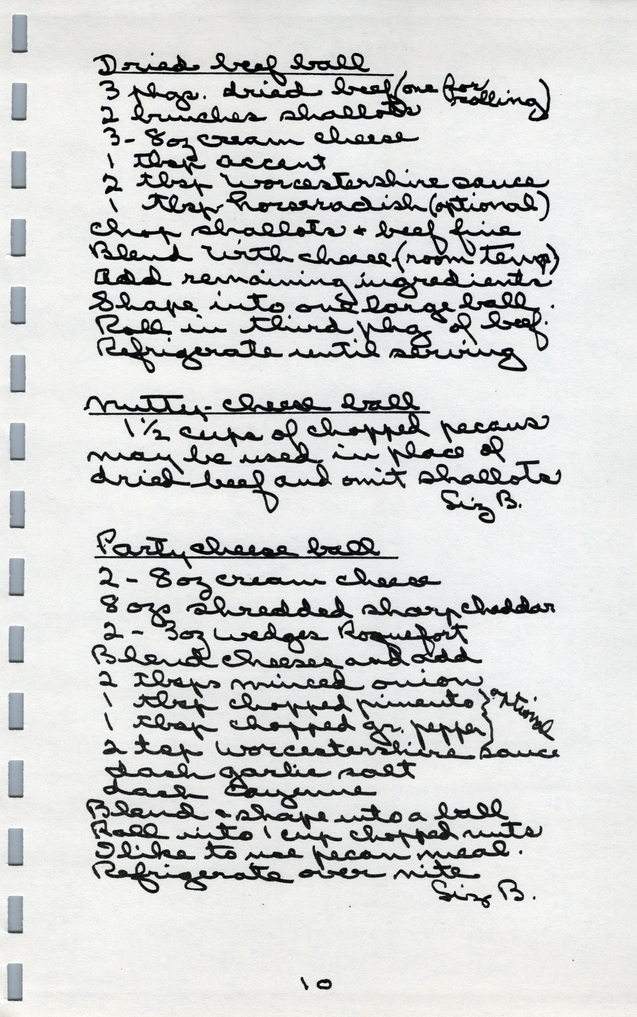 Dried beef ball
3 pkgs. dried beef (one for rolling)
2 bunches shallots
3 - 8oz cream cheese
1 tbsp accent
2 tbsp Worcestershire sauce
1 tbsp horseradish (optional)
Chop shallots + beef fine
Blend with cheese (room temp)
Add remaining ingredients
Shape into one large ball.
Roll in third pkg of beef.
Refrigerate until serving
Nutty-cheese ball
1 1/2 cups of chopped pecans
may be used in place of
dried beef and omit shallots
Siz B.
Party cheese ball
2 - 8oz cream cheese
8 ozs shredded sharp cheddar
2 - 3oz wedges Roquefort
Blend cheeses and add
2 tbsps minced onion
1 tbsp chopped pimento } optional
1 tbsp chopped gr. pepper
2 tsp Worcestershire sauce
dash garlic salt
dash Cayenne
Blend + shape into a ball
Roll into 1 cup chopped nuts
I like to use pecan meal.
Refrigerate over nite
Siz B.
10